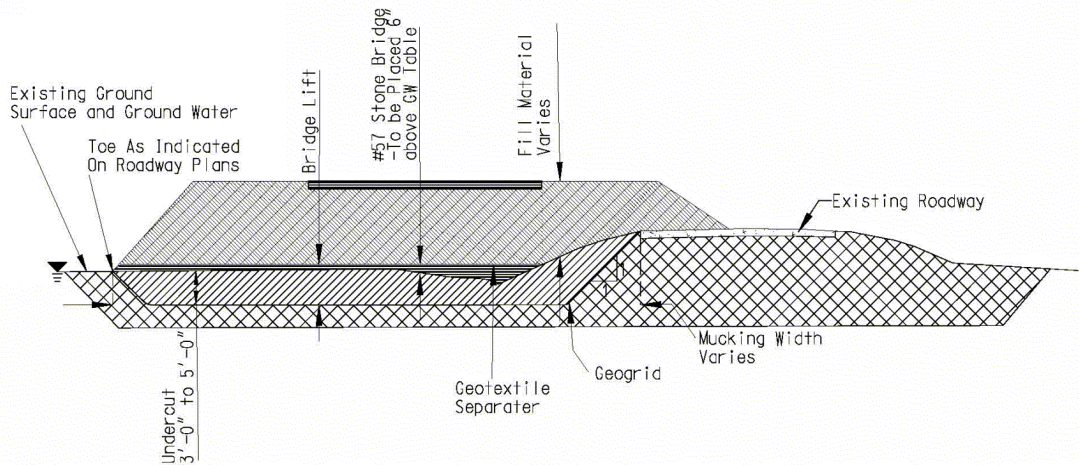 Existing Ground
Surface and Ground Water
Toe As Indicated
On Roadway Plans
Bridge Lift
#57 Stone Bridge
-To be Placed 6"
above GW Table
Fill Material
Varies
Existing Roadway
Undercut
3'-0" to 5'-0"
Geotextile
Separater
Geogrid
Mucking Width
Varies
1
1